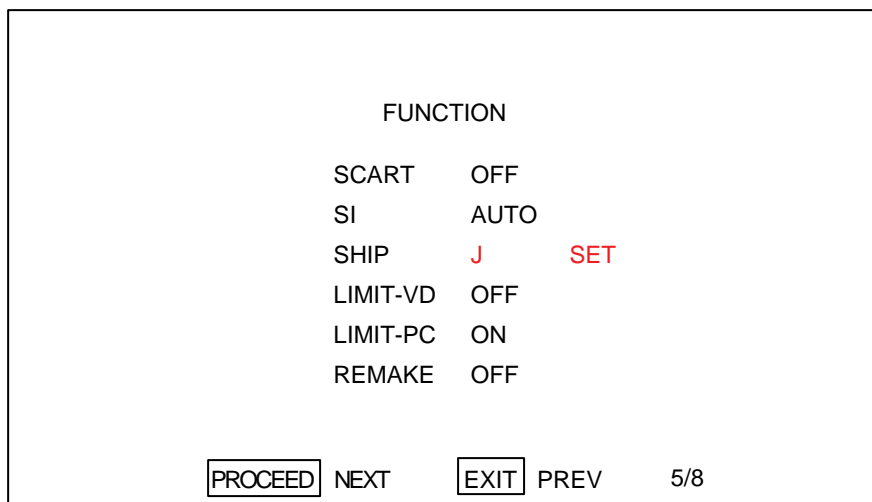 FUNCTION
SCART OFF
SI AUTO
SHIP J SET
LIMIT-VD OFF
LIMIT-PC ON
REMAKE OFF
PROCEED NEXT EXIT PREV 5/8